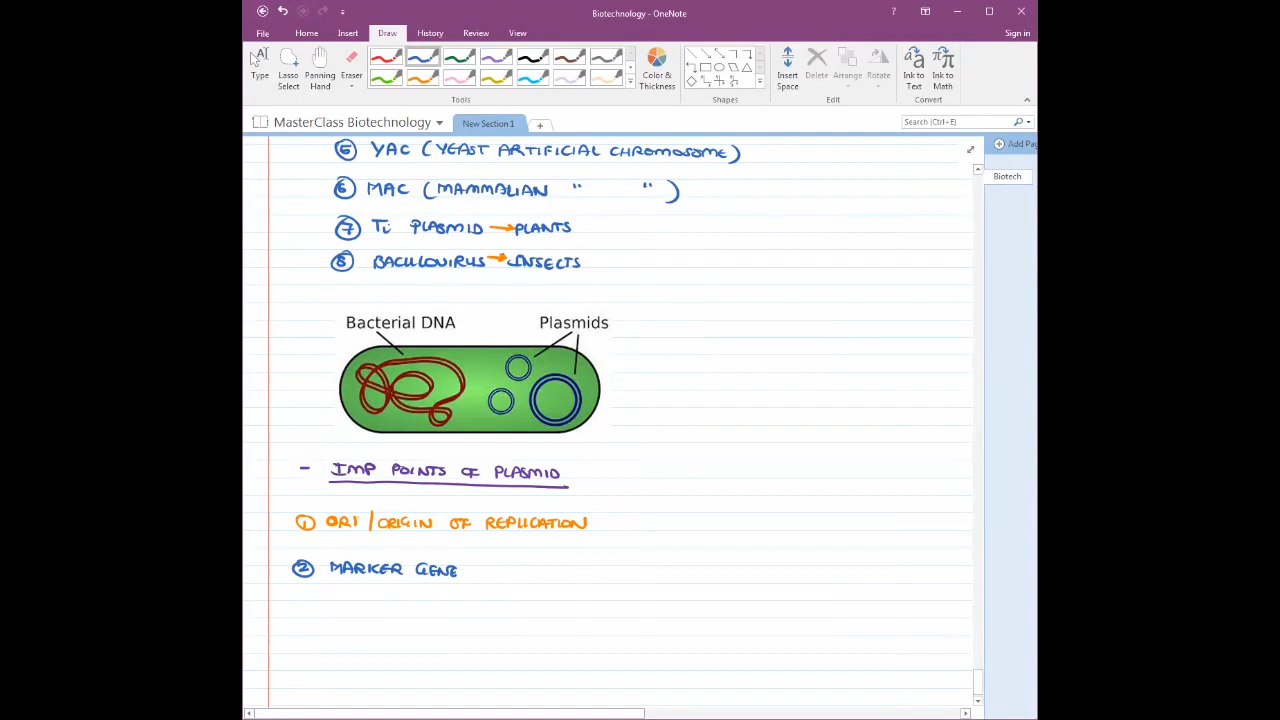 Biotechnology - OneNote
?
File Home Insert Draw History Review View
Sign in
Type
Lasso Select
Panning Hand
Eraser
Color & Thickness
Insert Space
Delete
Arrange
Rotate
Ink to Text
Ink to Math
Tools
Shapes
Edit
Convert
MasterClass Biotechnology
New Section 1
Search (Ctrl+E)
Add Pag
Biotech
⑤ YAC (YEAST ARTIFICIAL CHROMOSOME)
⑥ MAC (MAMMALIAN " ")
⑦ Ti PLASMID → PLANTS
⑧ BACULOVIRUS → INSECTS
Bacterial DNA Plasmids
- IMP POINTS OF PLASMID
① ORI / ORIGIN OF REPLICATION
② MARKER GENE